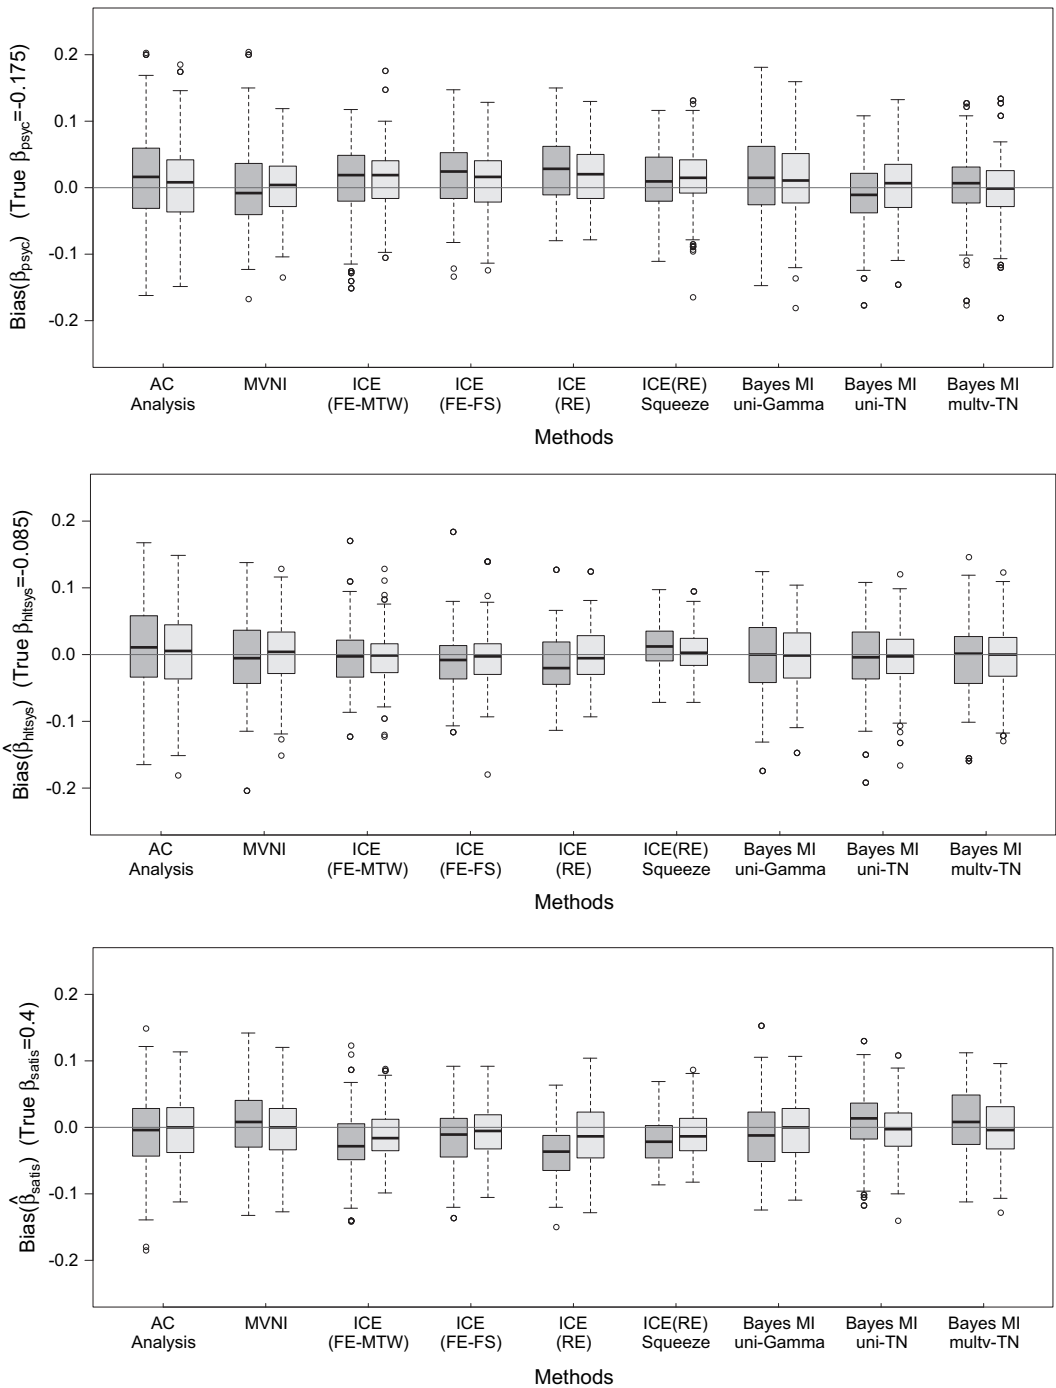 Bias(β̂psyc) (True βpsyc=-0.175)
0.2
0.1
0.0
-0.1
-0.2
AC MVNI ICE ICE ICE ICE(RE) Bayes MI Bayes MI Bayes MI
Analysis (FE-MTW) (FE-FS) (RE) Squeeze uni-Gamma uni-TN multv-TN
Methods
Bias(β̂hltsys) (True βhltsys=-0.085)
0.2
0.1
0.0
-0.1
-0.2
AC MVNI ICE ICE ICE ICE(RE) Bayes MI Bayes MI Bayes MI
Analysis (FE-MTW) (FE-FS) (RE) Squeeze uni-Gamma uni-TN multv-TN
Methods
Bias(β̂satis) (True βsatis=0.4)
0.2
0.1
0.0
-0.1
-0.2
AC MVNI ICE ICE ICE ICE(RE) Bayes MI Bayes MI Bayes MI
Analysis (FE-MTW) (FE-FS) (RE) Squeeze uni-Gamma uni-TN multv-TN
Methods